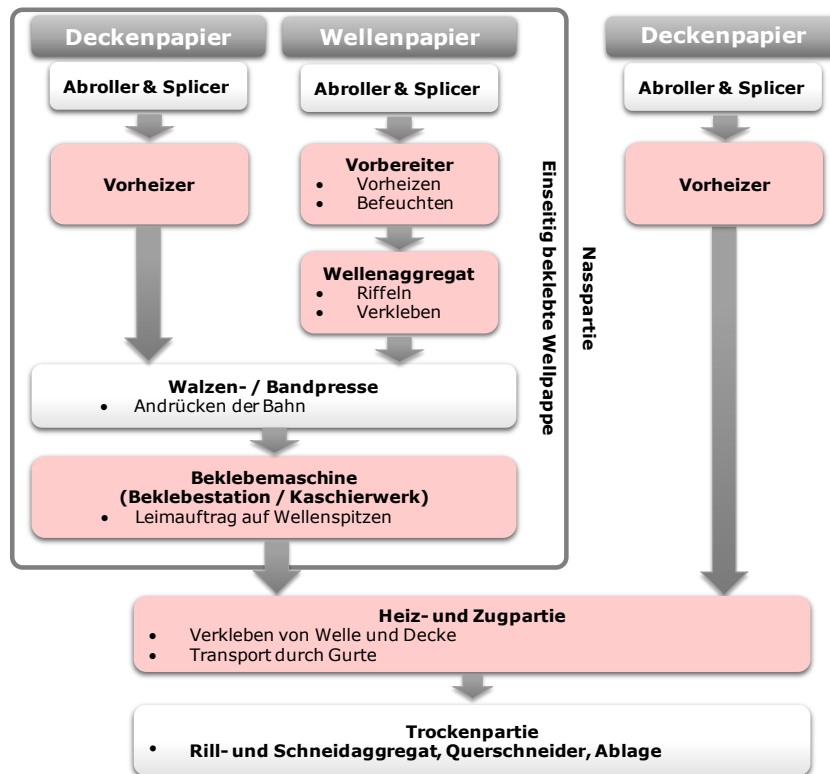 Deckenpapier
Wellenpapier
Deckenpapier
Abroller & Splicer
Abroller & Splicer
Abroller & Splicer
Vorheizer
Vorbereiter
• Vorheizen
• Befeuchten
Vorheizer
Wellenaggregat
• Riffeln
• Verkleben
Einseitig beklebte Wellpappe
Nasspartie
Walzen- / Bandpresse
• Andrücken der Bahn
Beklebemaschine
(Beklebestation / Kaschierwerk)
• Leimauftrag auf Wellenspitzen
Heiz- und Zugpartie
• Verkleben von Welle und Decke
• Transport durch Gurte
Trockenpartie
• Rill- und Schneidaggregat, Querschneider, Ablage